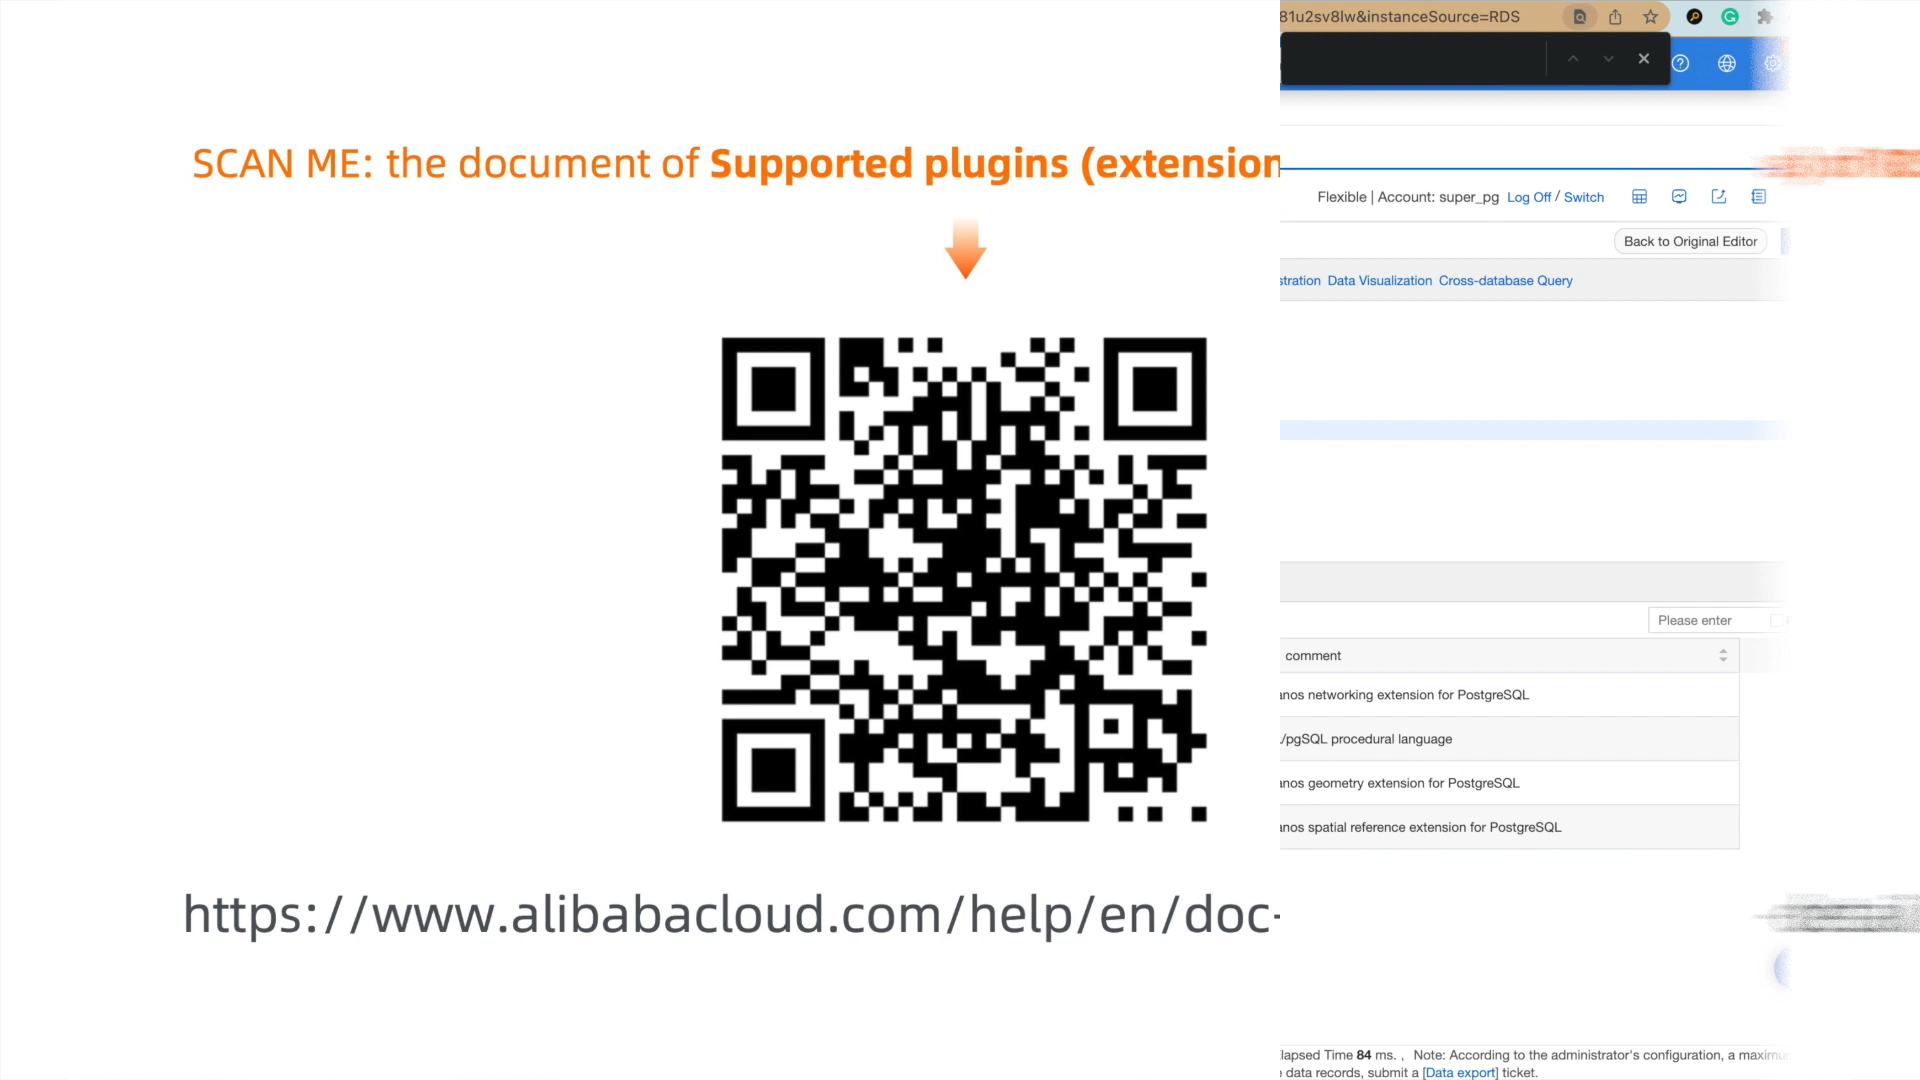 81u2sv8lw&instanceSource=RDS
SCAN ME: the document of Supported plugins (extension
Flexible | Account: super_pg Log Off / Switch
Back to Original Editor
stration Data Visualization Cross-database Query
Please enter
comment
anos networking extension for PostgreSQL
/pgSQL procedural language
anos geometry extension for PostgreSQL
anos spatial reference extension for PostgreSQL
https://www.alibabacloud.com/help/en/doc-
lapsed Time 84 ms. , Note: According to the administrator's configuration, a maximu
data records, submit a [Data export] ticket.